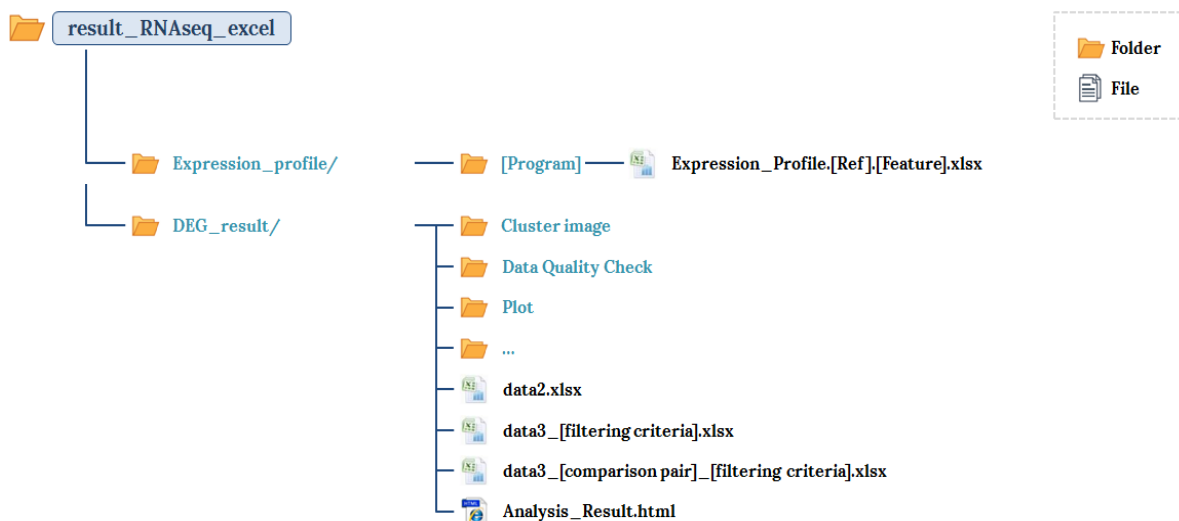 result_RNAseq_excel
Folder
File
Expression_profile/ [Program] Expression_Profile.[Ref].[Feature].xlsx
DEG_result/ Cluster image
Data Quality Check
Plot
...
data2.xlsx
data3_[filtering criteria].xlsx
data3_[comparison pair]_[filtering criteria].xlsx
HTML
Analysis_Result.html